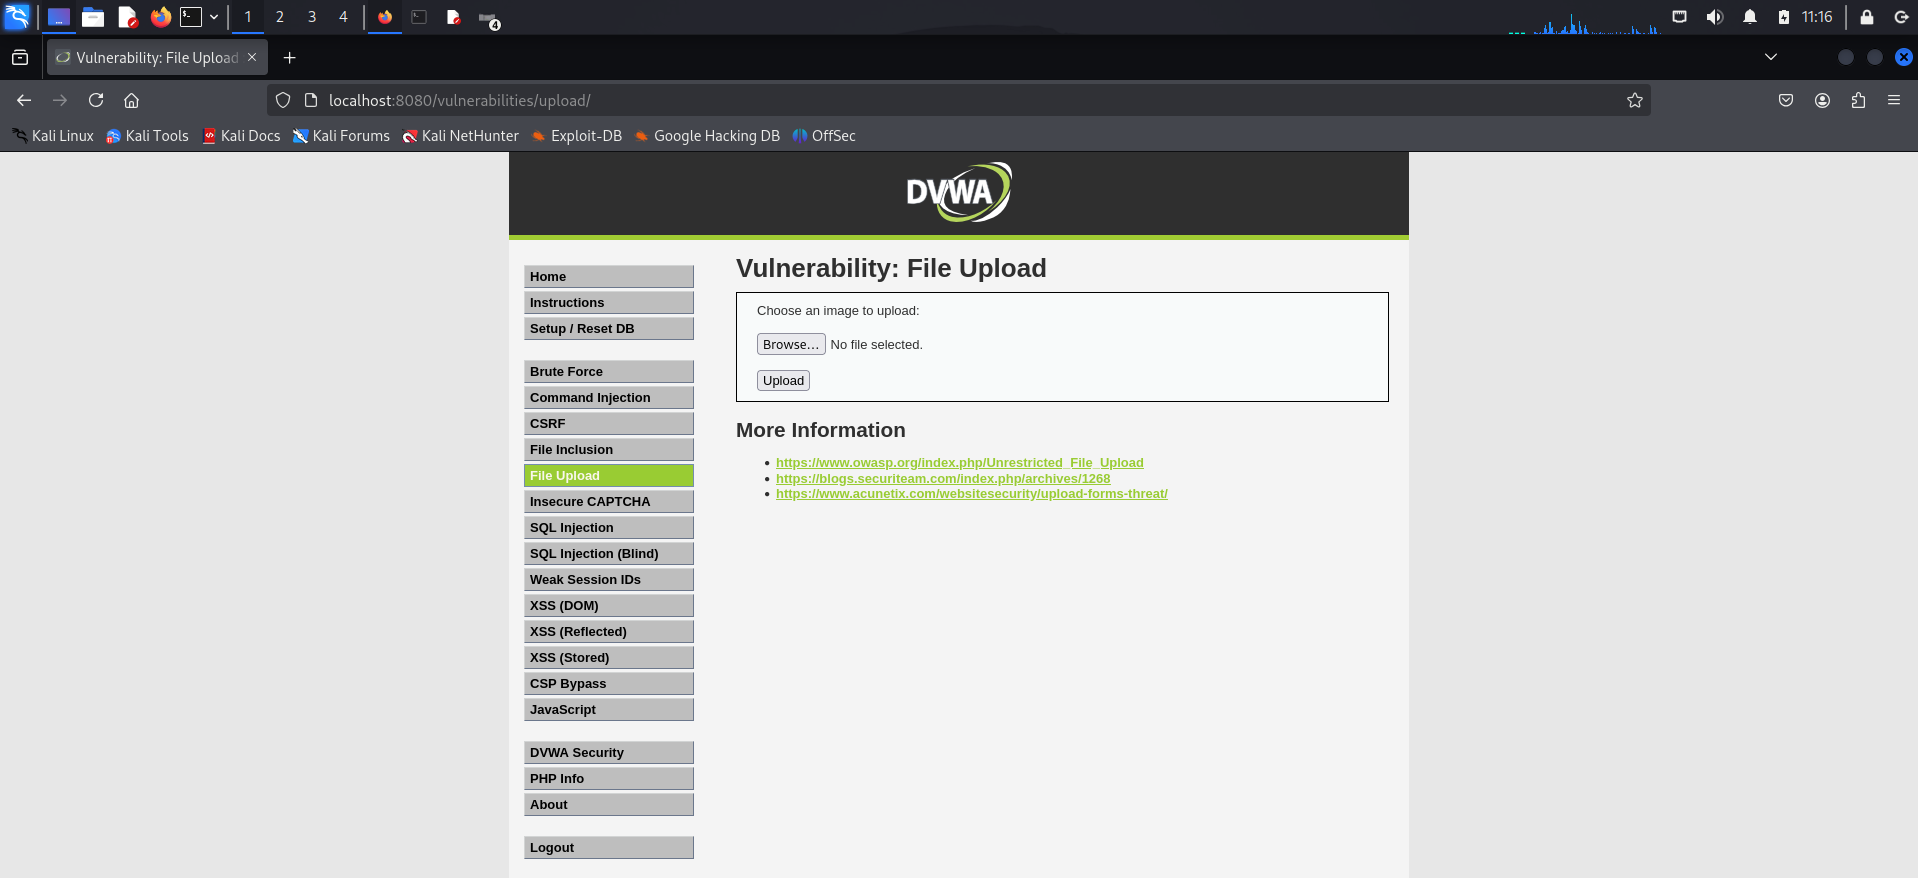 1 2 3 4 4 11:16
Vulnerability: File Upload
localhost:8080/vulnerabilities/upload/
Kali Linux Kali Tools Kali Docs Kali Forums Kali NetHunter Exploit-DB Google Hacking DB OffSec
DVWA
Home
Instructions
Setup / Reset DB
Brute Force
Command Injection
CSRF
File Inclusion
File Upload
Insecure CAPTCHA
SQL Injection
SQL Injection (Blind)
Weak Session IDs
XSS (DOM)
XSS (Reflected)
XSS (Stored)
CSP Bypass
JavaScript
DVWA Security
PHP Info
About
Logout
Vulnerability: File Upload
Choose an image to upload:
Browse... No file selected.
Upload
More Information
https://www.owasp.org/index.php/Unrestricted_File_Upload
https://blogs.securiteam.com/index.php/archives/1268
https://www.acunetix.com/websitesecurity/upload-forms-threat/